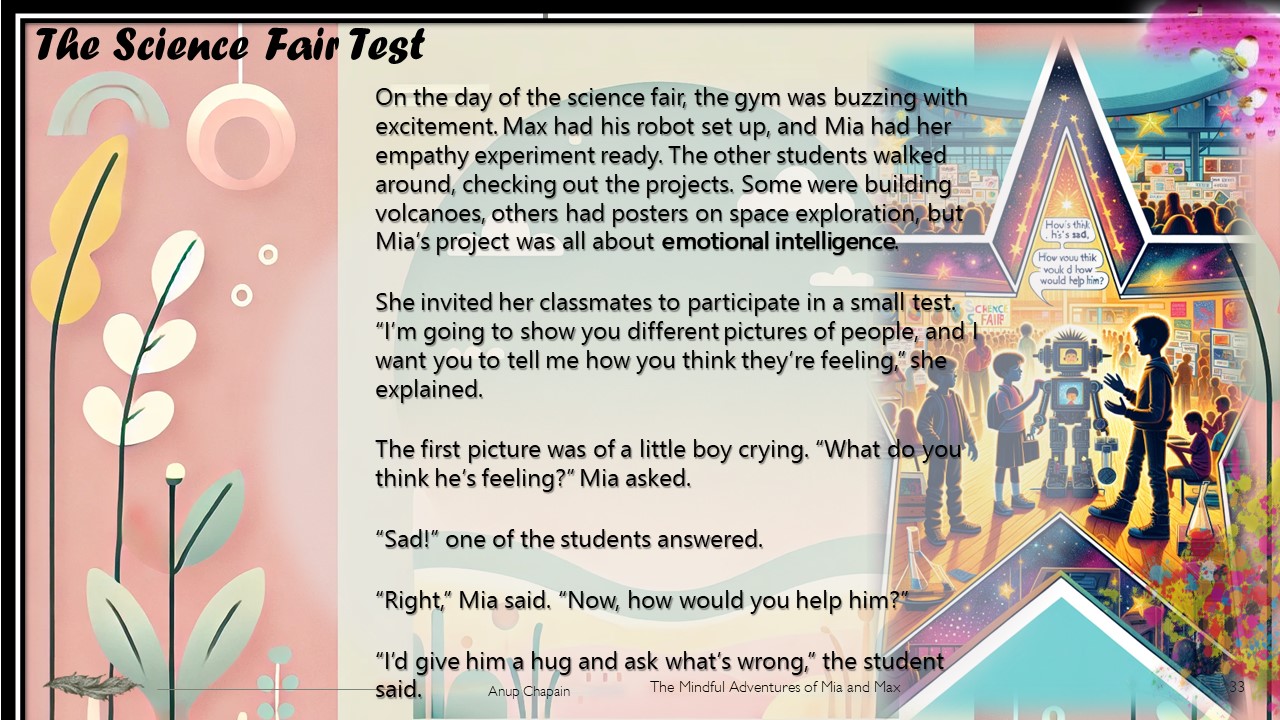 The Science Fair Test
On the day of the science fair, the gym was buzzing with
excitement. Max had his robot set up, and Mia had her
empathy experiment ready. The other students walked
around, checking out the projects. Some were building
volcanoes, others had posters on space exploration, but
Mia’s project was all about emotional intelligence.
She invited her classmates to participate in a small test.
“I’m going to show you different pictures of people, and I
want you to tell me how you think they’re feeling,” she
explained.
The first picture was of a little boy crying. “What do you
think he’s feeling?” Mia asked.
“Sad!” one of the students answered.
“Right,” Mia said. “Now, how would you help him?”
“I’d give him a hug and ask what’s wrong,” the student
said.
How's think
. hs's sad,
How vouu thik
voulk d how
would help him?
SCIENCE
FAIF
Anup Chapain
The Mindful Adventures of Mia and Max
33